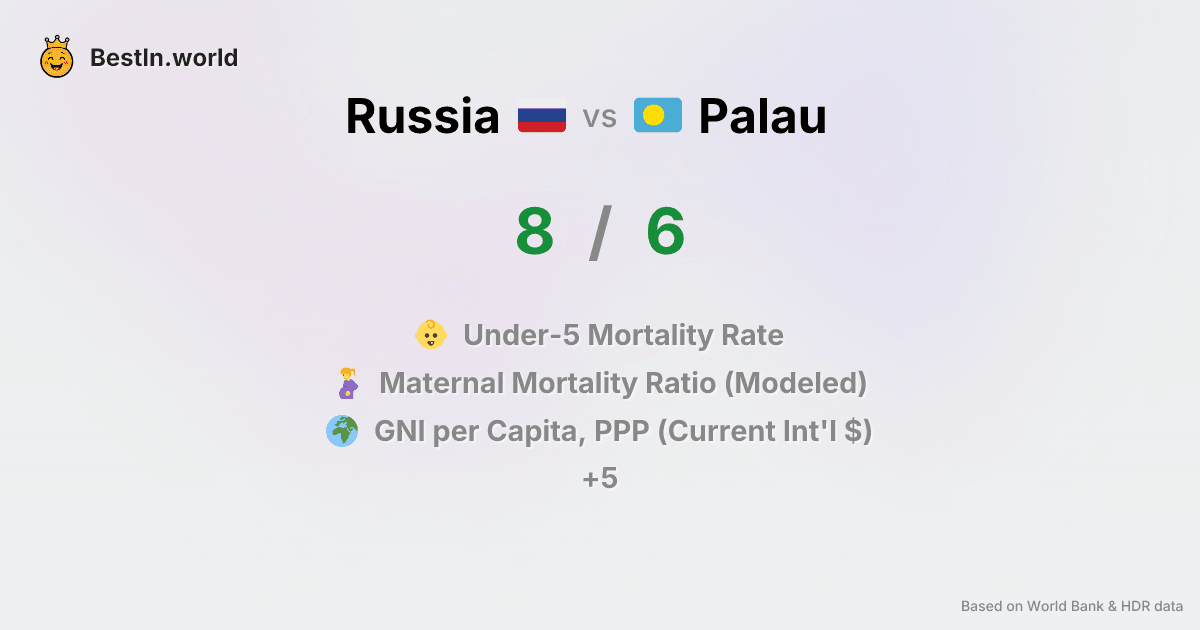 BestIn.world
Russia vs Palau
8 / 6
Under-5 Mortality Rate
Maternal Mortality Ratio (Modeled)
GNI per Capita, PPP (Current Int'l $)
+5
Based on World Bank & HDR data